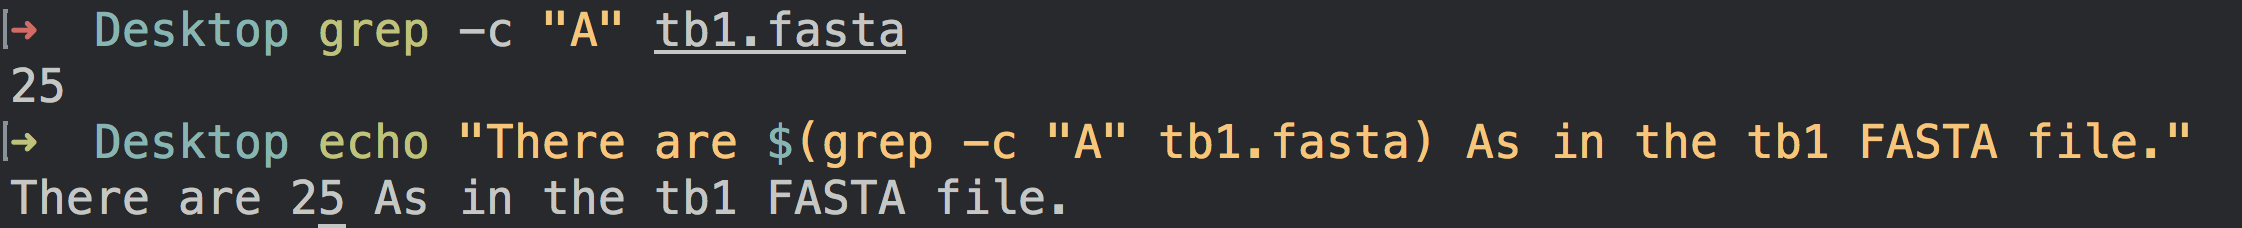 ➜  Desktop grep -c "A" tb1.fasta
25
➜  Desktop echo "There are $(grep -c "A" tb1.fasta) As in the tb1 FASTA file."
There are 25 As in the tb1 FASTA file.